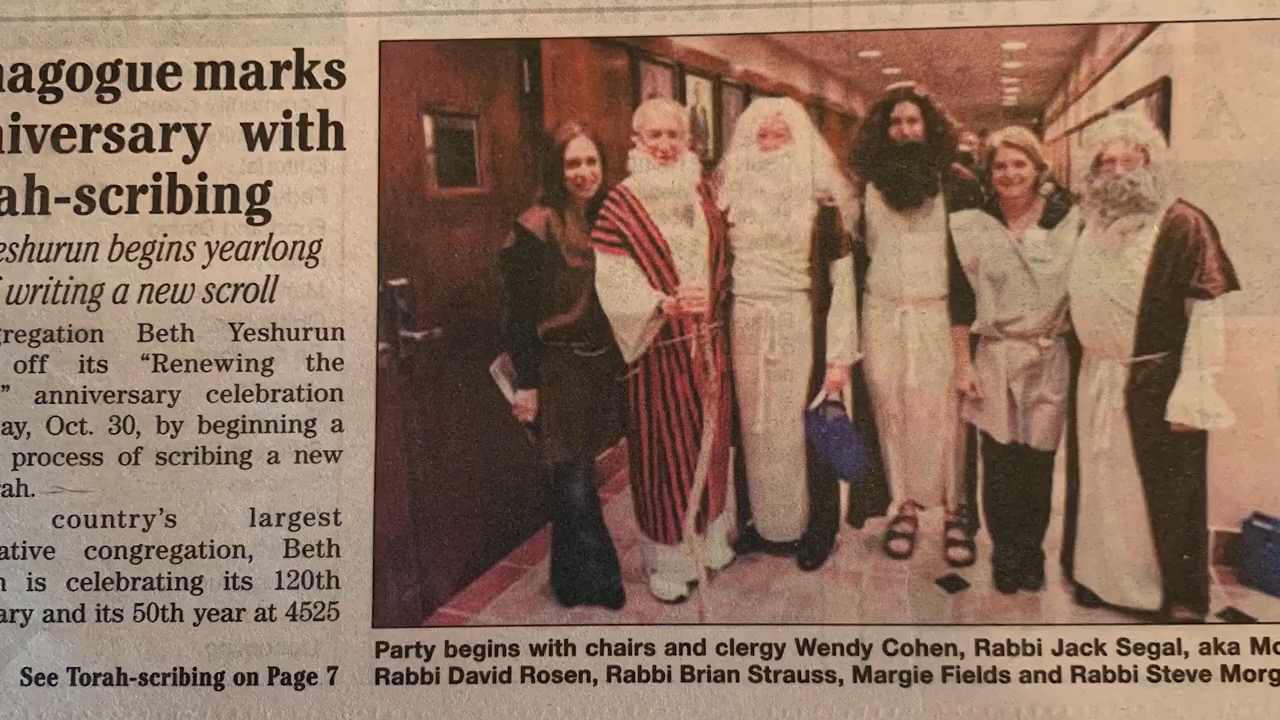 nagogue marks
niversary with
ah-scribing
eshurun begins yearlong
writing a new scroll
gregation Beth Yeshurun
off its “Renewing the
” anniversary celebration
ay, Oct. 30, by beginning a
process of scribing a new
ah.
country’s largest
ative congregation, Beth
n is celebrating its 120th
ary and its 50th year at 4525
See Torah-scribing on Page 7
Party begins with chairs and clergy Wendy Cohen, Rabbi Jack Segal, aka Mo
Rabbi David Rosen, Rabbi Brian Strauss, Margie Fields and Rabbi Steve Morg